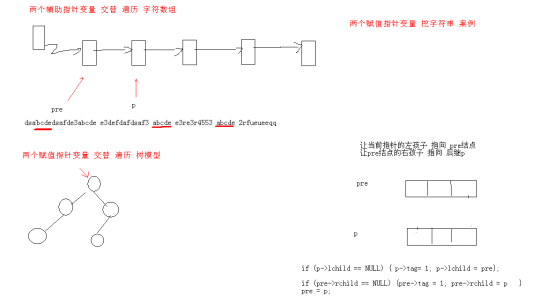 两个辅助指针变量 交替 遍历 字符数组
两个赋值指针变量 挖字符串 案例
pre
p
dsabcdedsafde3abcde e3defdafdsaf3 abcde e3re3r4553 abcde 2rfueueeqq
两个赋值指针变量 交替 遍历 树模型
让当前指针的左孩子 指向 pre结点
让pre结点的右孩子 指向 后继p
pre
p
if (p->lchild == NULL) { p->tag= 1; p->lchild = pre};
if (pre->rchild == NULL) {pre->tag = 1; pre->rchild = p }
pre = p;